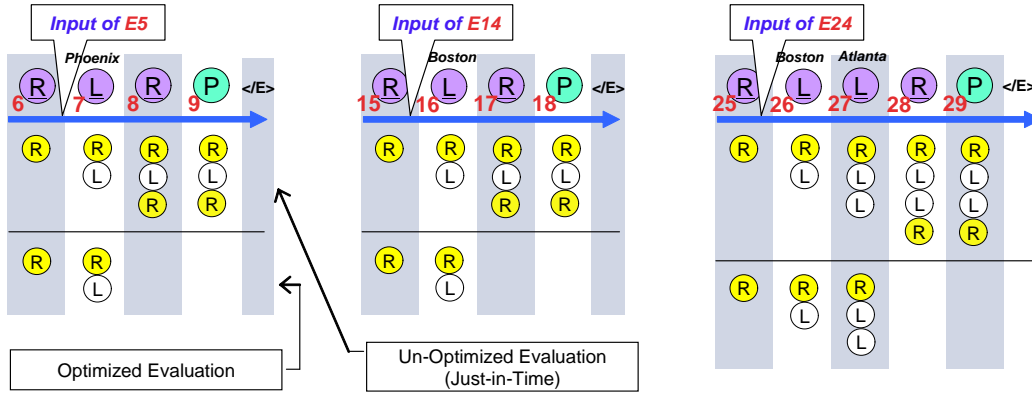 Input of E5
Input of E14
Input of E24
Phoenix
Boston
Boston Atlanta
R L R P </E>
R L R P </E>
R L L R P </E>
6 7 8 9
15 16 17 18
25 26 27 28 29
R R R R
L L L
R R
R R R R
L L L
R R
R R R R R
L L L L
L L L
R R
R R
L
R R
L
R R R
L L
L
Optimized Evaluation
Un-Optimized Evaluation
(Just-in-Time)